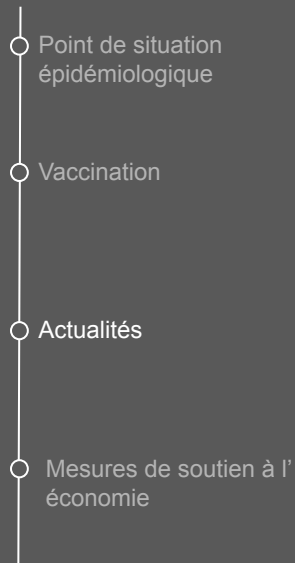 Point de situation
épidémiologique
Vaccination
Actualités
Mesures de soutien à l’
économie